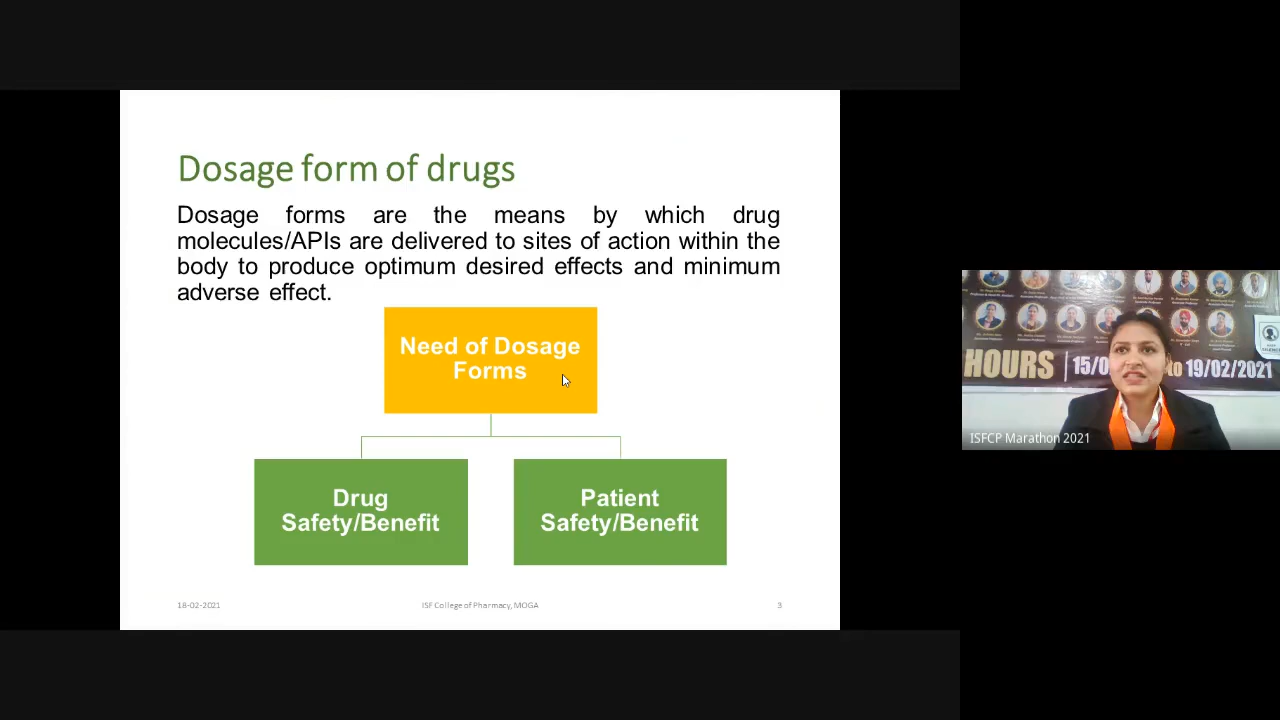 Dosage form of drugs
Dosage forms are the means by which drug
molecules/APIs are delivered to sites of action within the
body to produce optimum desired effects and minimum
adverse effect.
Need of Dosage
Forms
Drug
Safety/Benefit
Patient
Safety/Benefit
18-02-2021
ISF College of Pharmacy, MOGA
3
HOURS
15/0
to 19/02/2021
ISFCP Marathon 2021